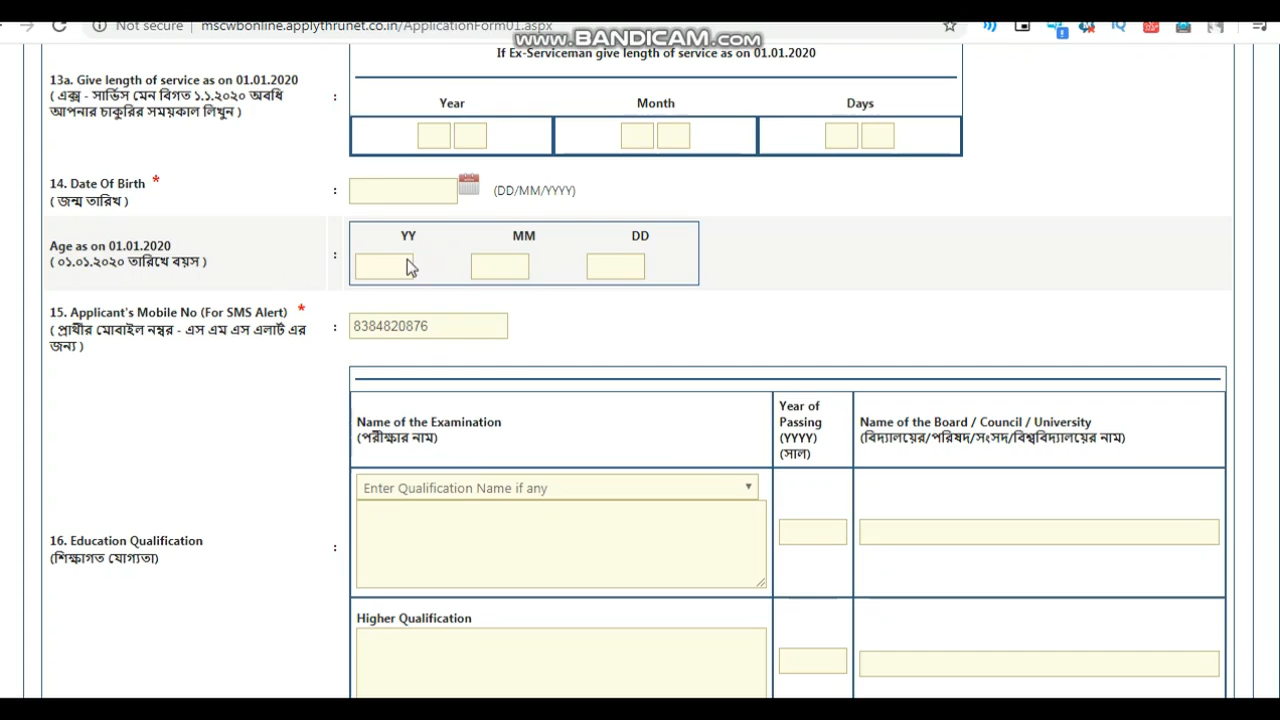 Not secure mscwbonline.applythrunet.co.in/ApplicationForm01.aspx
www.BANDICAM.com
If Ex-Serviceman give length of service as on 01.01.2020
13a. Give length of service as on 01.01.2020
( এক্স - সার্ভিস মেন বিগত ১.১.২০২০ অবধি
আপনার চাকুরির সময়কাল লিখুন )
:
Year Month Days
14. Date Of Birth *
( জন্ম তারিখ )
: (DD/MM/YYYY)
Age as on 01.01.2020
( ০১.০১.২০২০ তারিখে বয়স )
:
YY MM DD
15. Applicant's Mobile No (For SMS Alert) *
( প্রার্থীর মোবাইল নম্বর - এস এম এস এলার্ট এর
জন্য )
: 8384820876
Name of the Examination
(পরীক্ষার নাম)
Year of
Passing
(YYYY)
(সাল)
Name of the Board / Council / University
(বিদ্যালয়ের/পরিষদ/সংসদ/বিশ্ববিদ্যালয়ের নাম)
Enter Qualification Name if any
16. Education Qualification
(শিক্ষাগত যোগ্যতা)
:
Higher Qualification